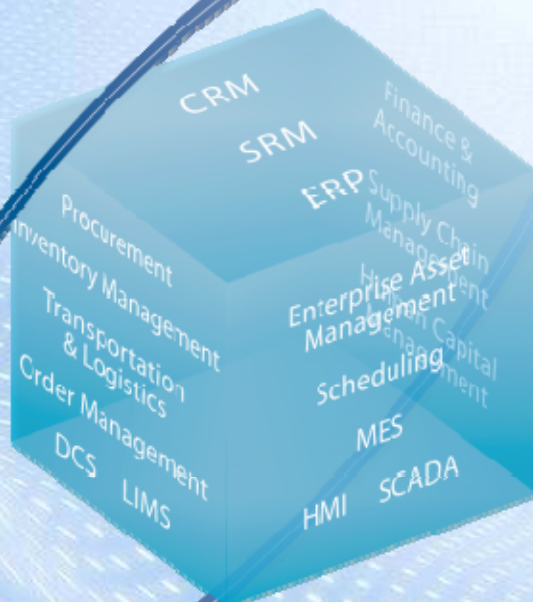 CRM
SRM
ERP
Finance &
Accounting
Supply Chain
Management
Human Capital
Management
Procurement
Inventory Management
Transportation
& Logistics
Order Management
DCS
LIMS
Enterprise Asset
Management
Scheduling
MES
HMI
SCADA